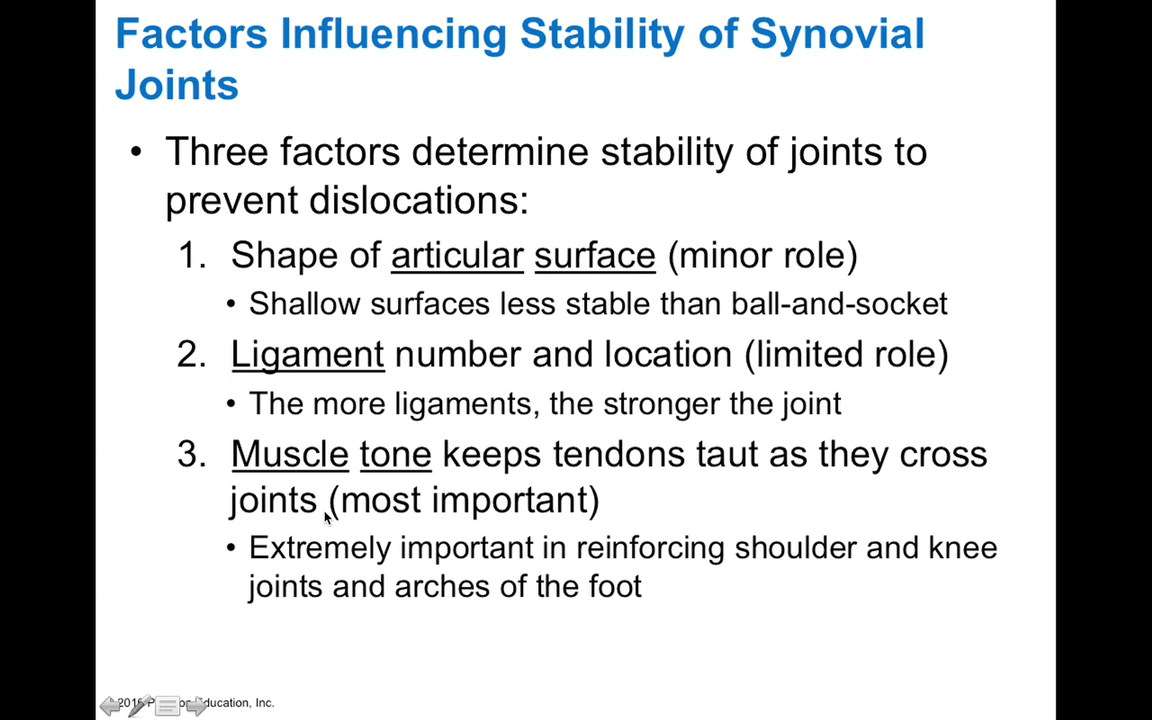 Factors Influencing Stability of Synovial
Joints
• Three factors determine stability of joints to
prevent dislocations:
1. Shape of articular surface (minor role)
• Shallow surfaces less stable than ball-and-socket
2. Ligament number and location (limited role)
• The more ligaments, the stronger the joint
3. Muscle tone keeps tendons taut as they cross
joints (most important)
• Extremely important in reinforcing shoulder and knee
joints and arches of the foot
Inc.